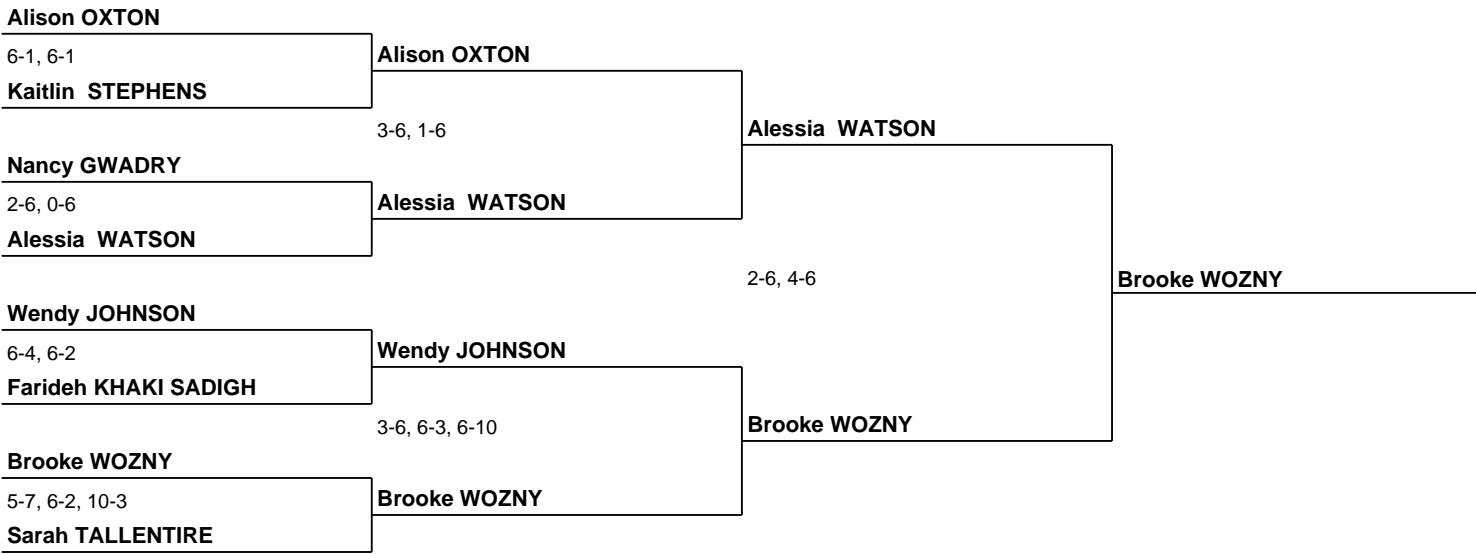 Alison OXTON
6-1, 6-1
Alison OXTON
Kaitlin  STEPHENS
3-6, 1-6
Alessia  WATSON
Nancy GWADRY
2-6, 0-6
Alessia  WATSON
Alessia  WATSON
2-6, 4-6
Brooke WOZNY
Wendy JOHNSON
6-4, 6-2
Wendy JOHNSON
Farideh KHAKI SADIGH
3-6, 6-3, 6-10
Brooke WOZNY
Brooke WOZNY
5-7, 6-2, 10-3
Brooke WOZNY
Sarah TALLENTIRE